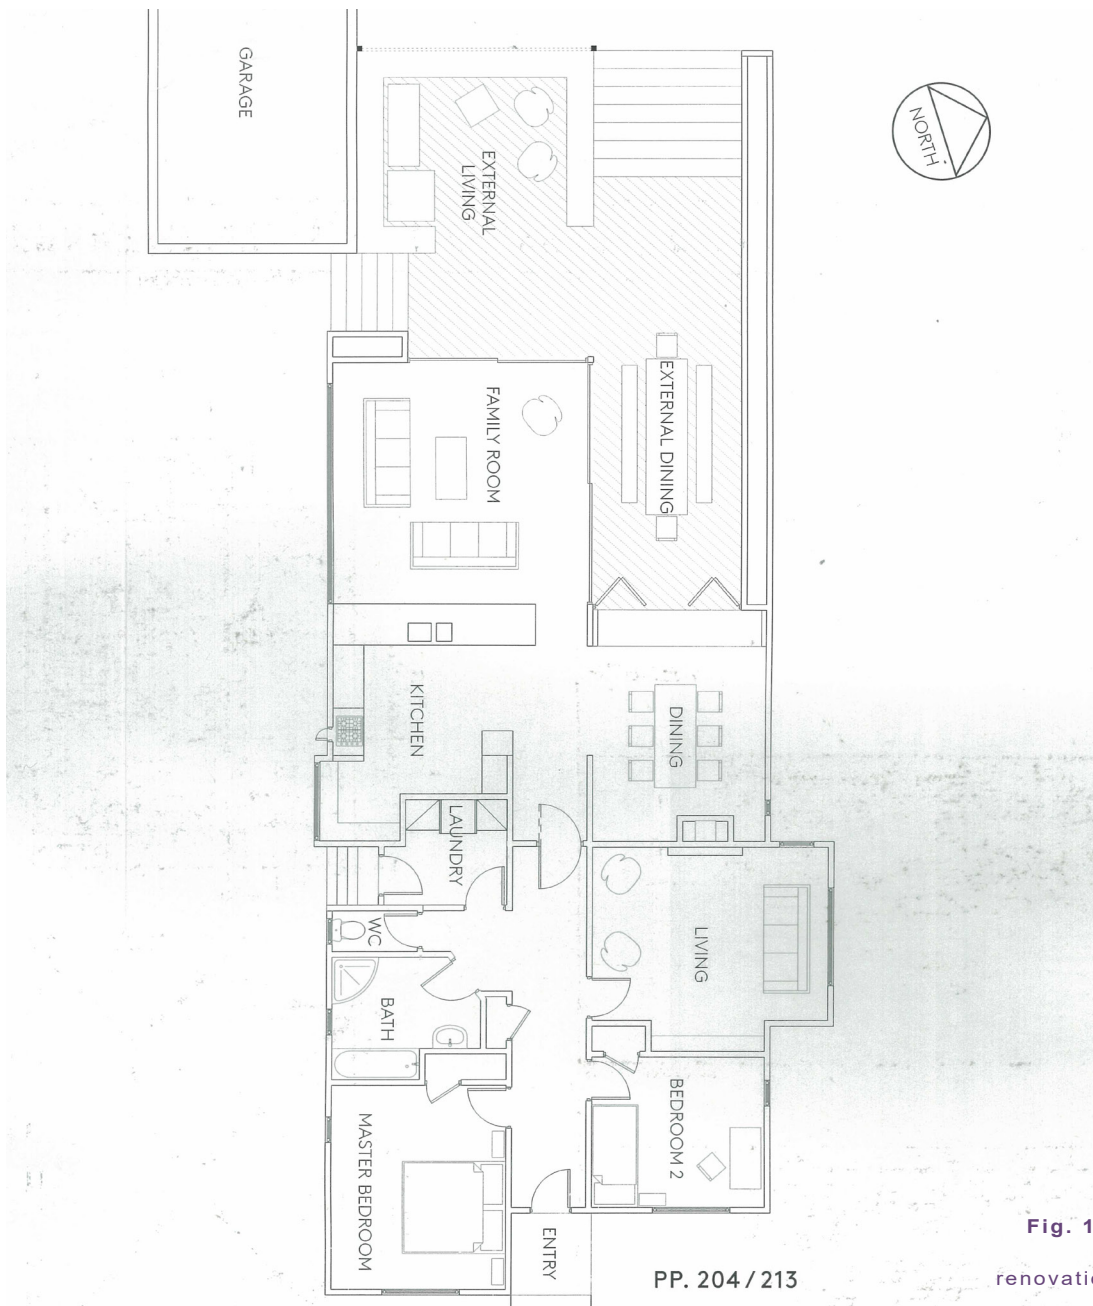 GARAGE
NORTH
EXTERNAL
LIVING
FAMILY ROOM
EXTERNAL DINING
KITCHEN
DINING
LAUNDRY
WC
LIVING
BATH
BEDROOM 2
MASTER BEDROOM
ENTRY
PP. 204 / 213
Fig. 1
renovatio